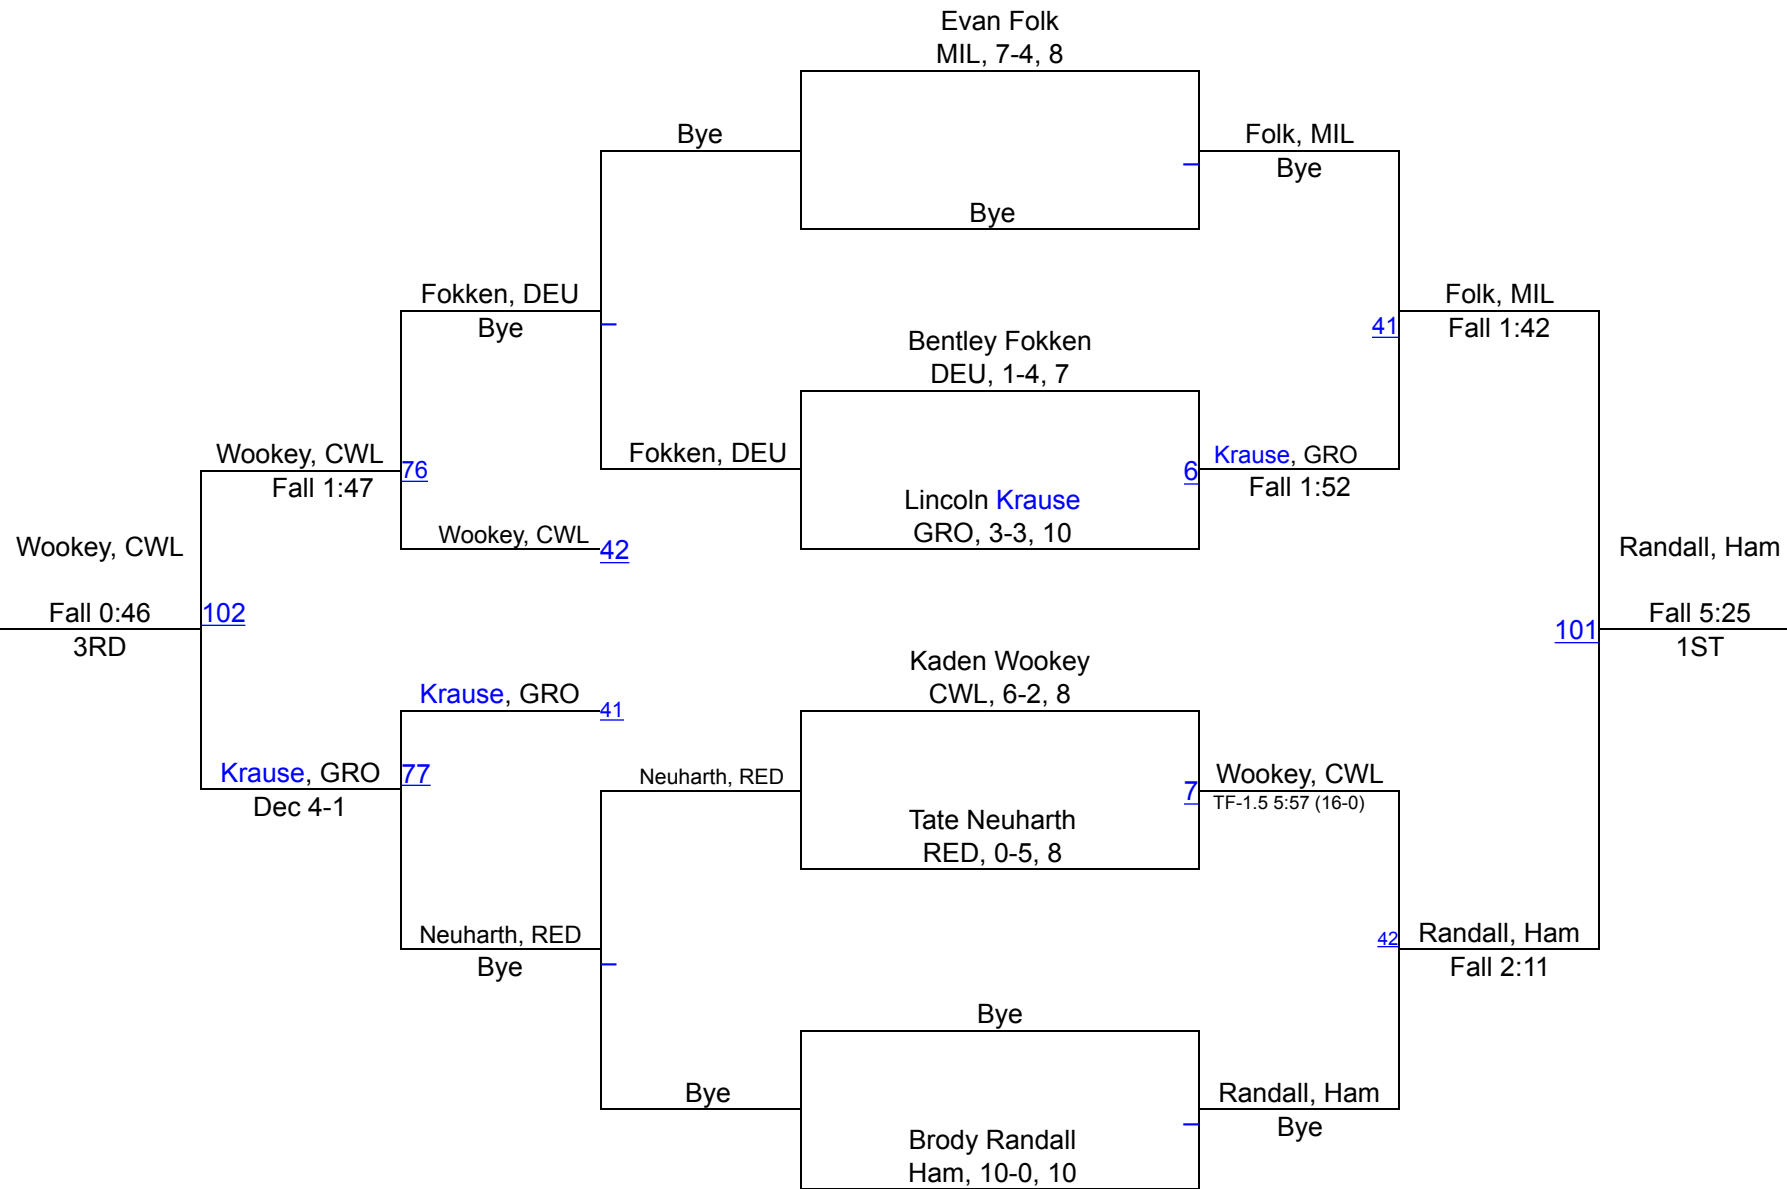 Evan Folk
MIL, 7-4, 8
Bye
Folk, MIL
Bye
Bye
Fokken, DEU
Bye
Folk, MIL
41
Fall 1:42
Bentley Fokken
DEU, 1-4, 7
Wookey, CWL
76
Fall 1:47
Fokken, DEU
6
Krause, GRO
Fall 1:52
Lincoln Krause
GRO, 3-3, 10
Wookey, CWL
42
Wookey, CWL
Randall, Ham
Fall 0:46
102
3RD
101
Fall 5:25
1ST
Kaden Wookey
CWL, 6-2, 8
Krause, GRO
41
Krause, GRO
77
Dec 4-1
Neuharth, RED
7
Wookey, CWL
TF-1.5 5:57 (16-0)
Tate Neuharth
RED, 0-5, 8
Neuharth, RED
Bye
42
Randall, Ham
Fall 2:11
Bye
Bye
Randall, Ham
Bye
Brody Randall
Ham, 10-0, 10